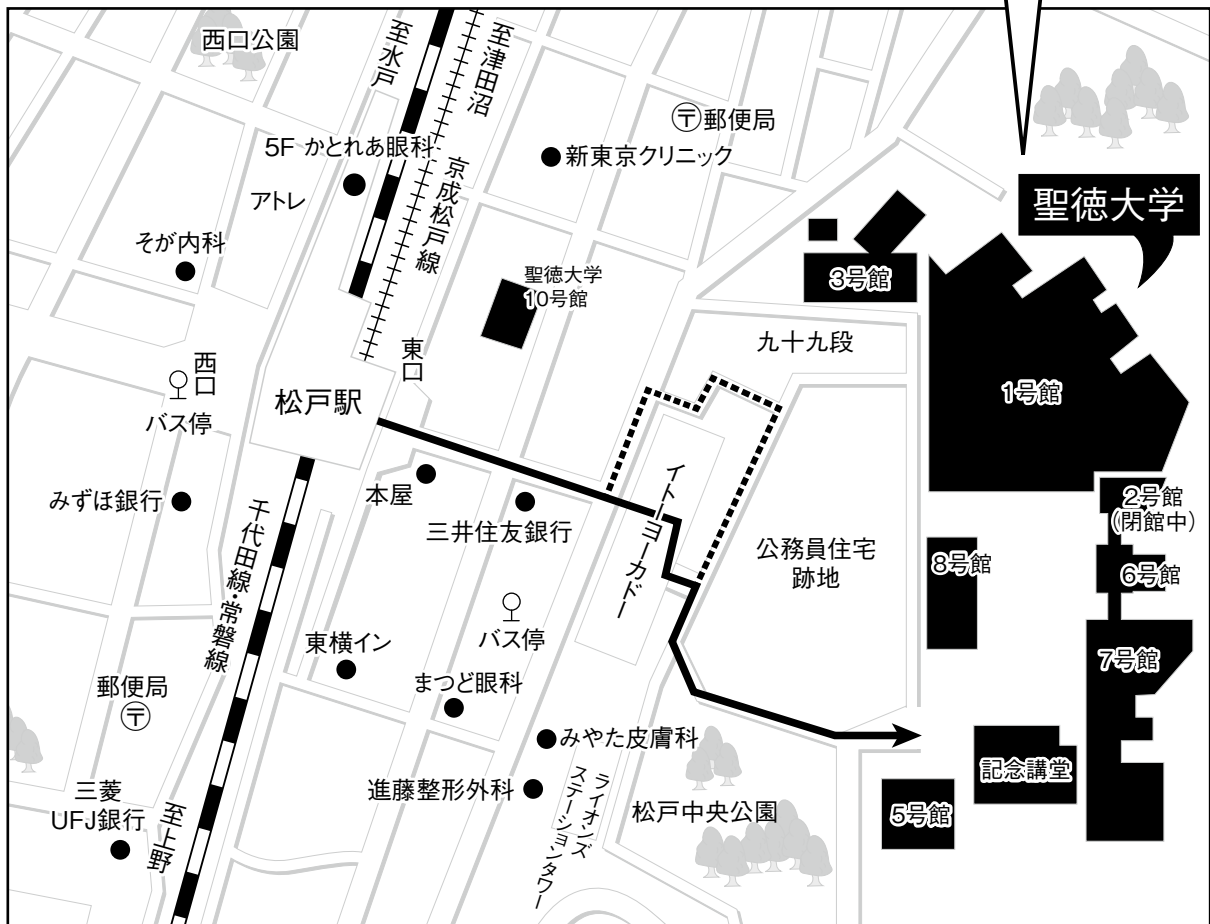 西口公園
至水戸
至津田沼
〒郵便局
5F かとれあ眼科
京成松戸線
新東京クリニック
アトレ
聖徳大学
そが内科
聖徳大学
10号館
3号館
九十九段
東口
西口
バス停
松戸駅
1号館
みずほ銀行
本屋
三井住友銀行
イトーヨーカドー
公務員住宅
跡地
2号館
(閉館中)
8号館
6号館
千代田線・常磐線
バス停
東横イン
まつど眼科
7号館
郵便局
〒
みやた皮膚科
記念講堂
進藤整形外科
ライオンズ
ステーションタワー
松戸中央公園
5号館
三菱
UFJ銀行
至上野